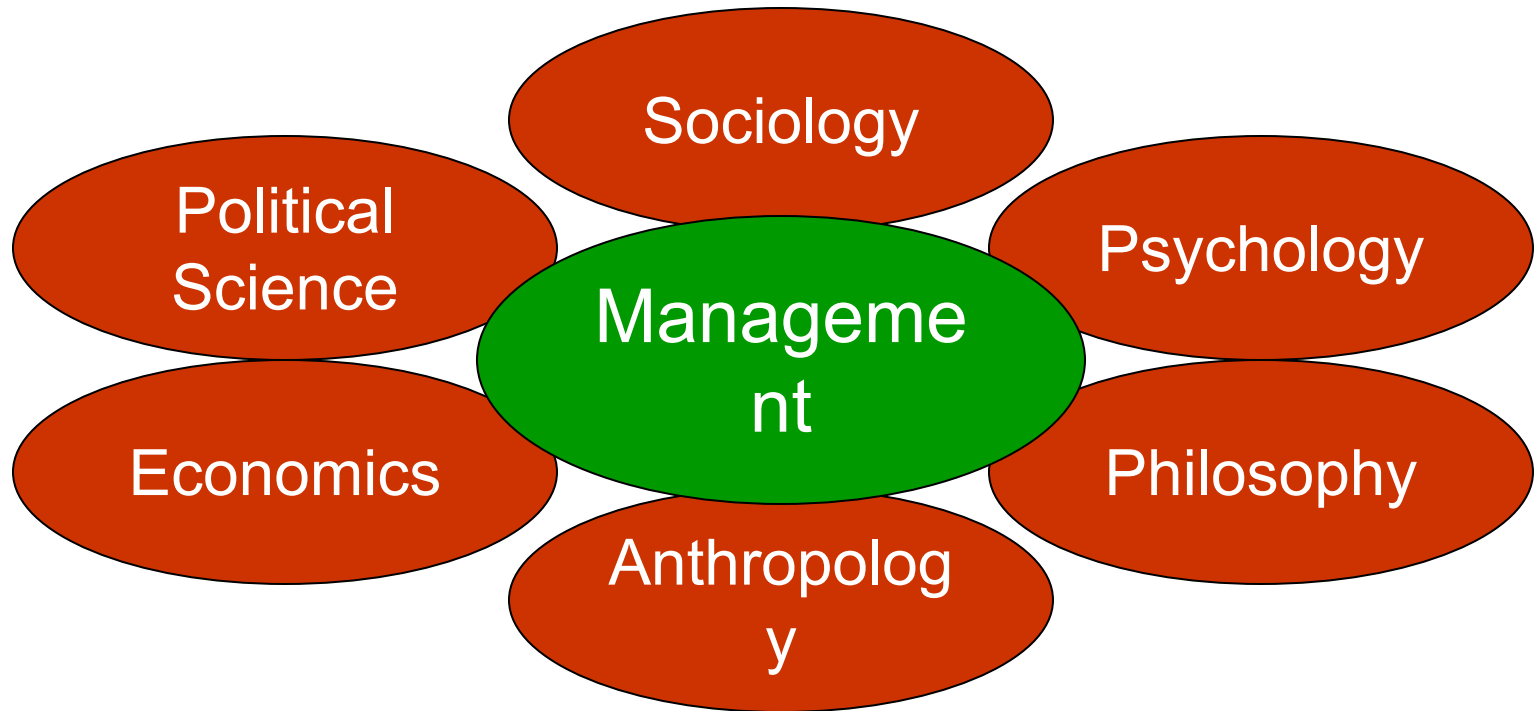 Sociology
Political
Science
Psychology
Manageme
nt
Economics
Philosophy
Anthropolog
y